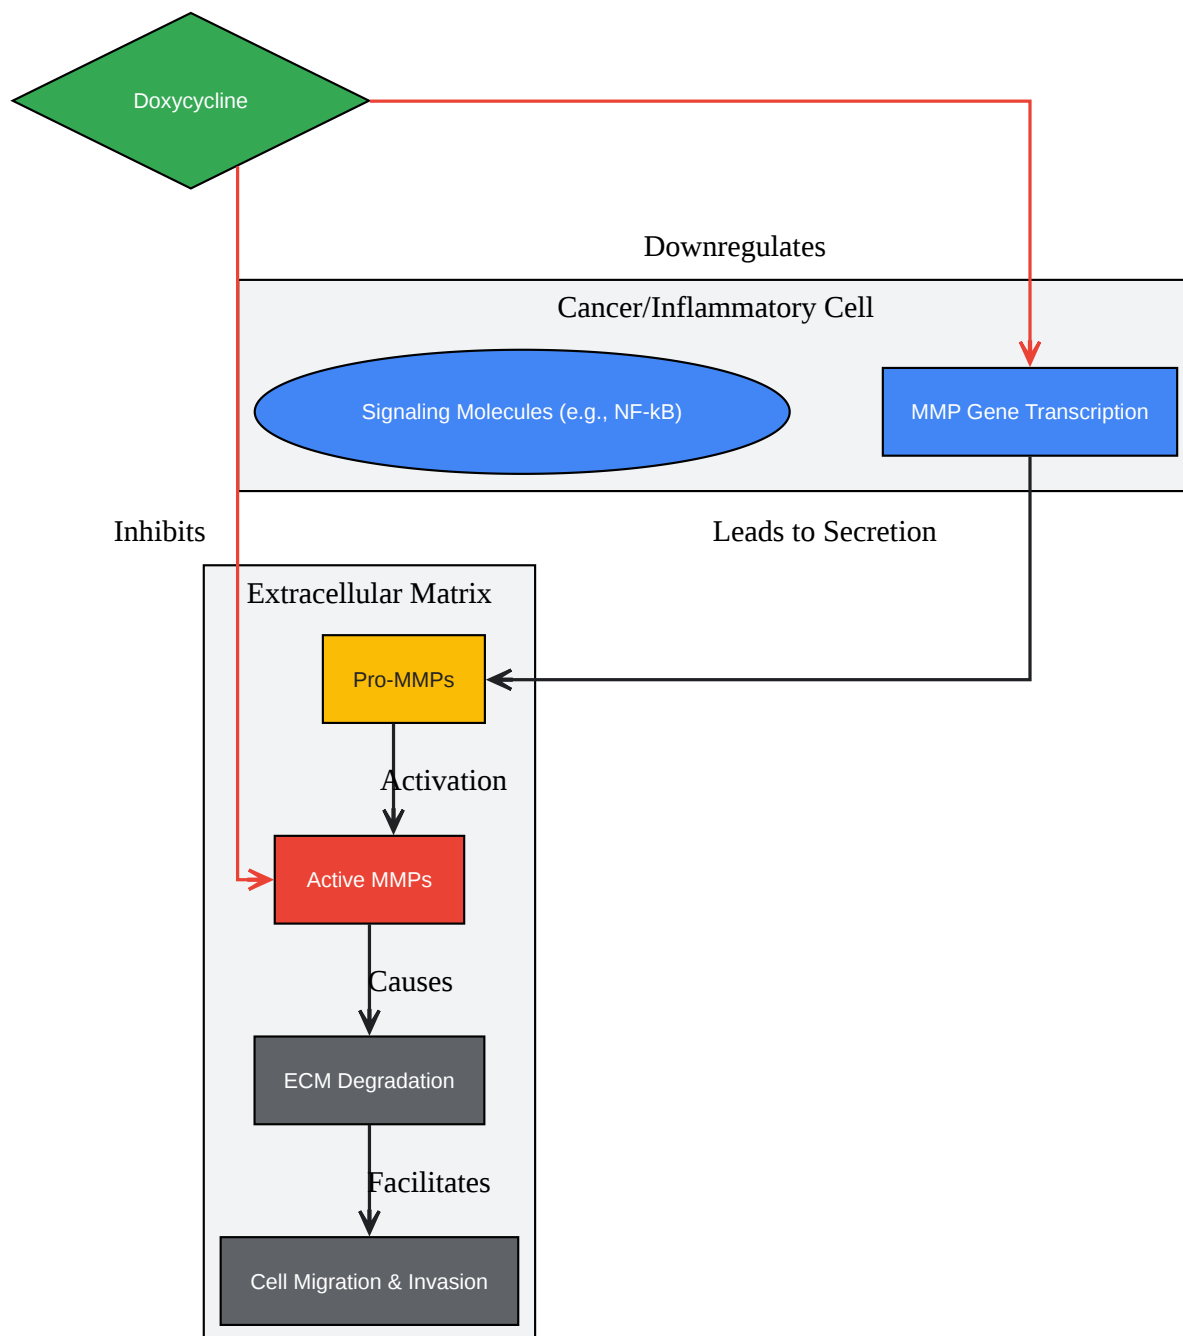 Doxycycline
Downregulates
Cancer/Inflammatory Cell
Signaling Molecules (e.g., NF-kB)
MMP Gene Transcription
Inhibits
Leads to Secretion
Extracellular Matrix
Pro-MMPs
Activation
Active MMPs
Causes
ECM Degradation
Facilitates
Cell Migration & Invasion